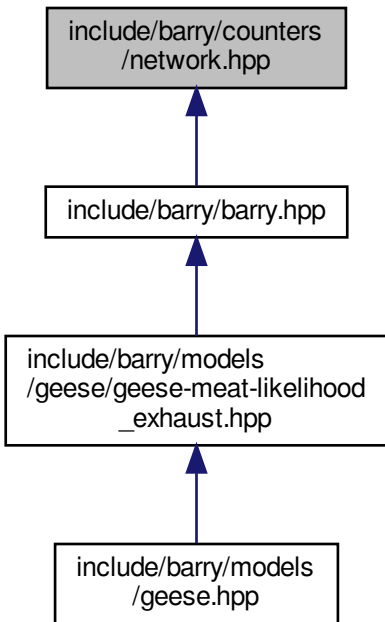 include/barry/counters
/network.hpp
include/barry/barry.hpp
include/barry/models
/geese/geese-meat-likelihood
_exhaust.hpp
include/barry/models
/geese.hpp